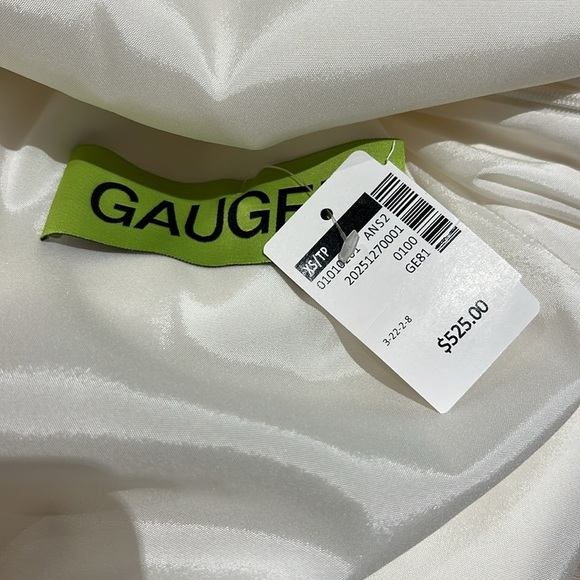 GAUGE
XS/TP
ANS2
20251270001
0100
GE81
3-22-2-8
$525.00